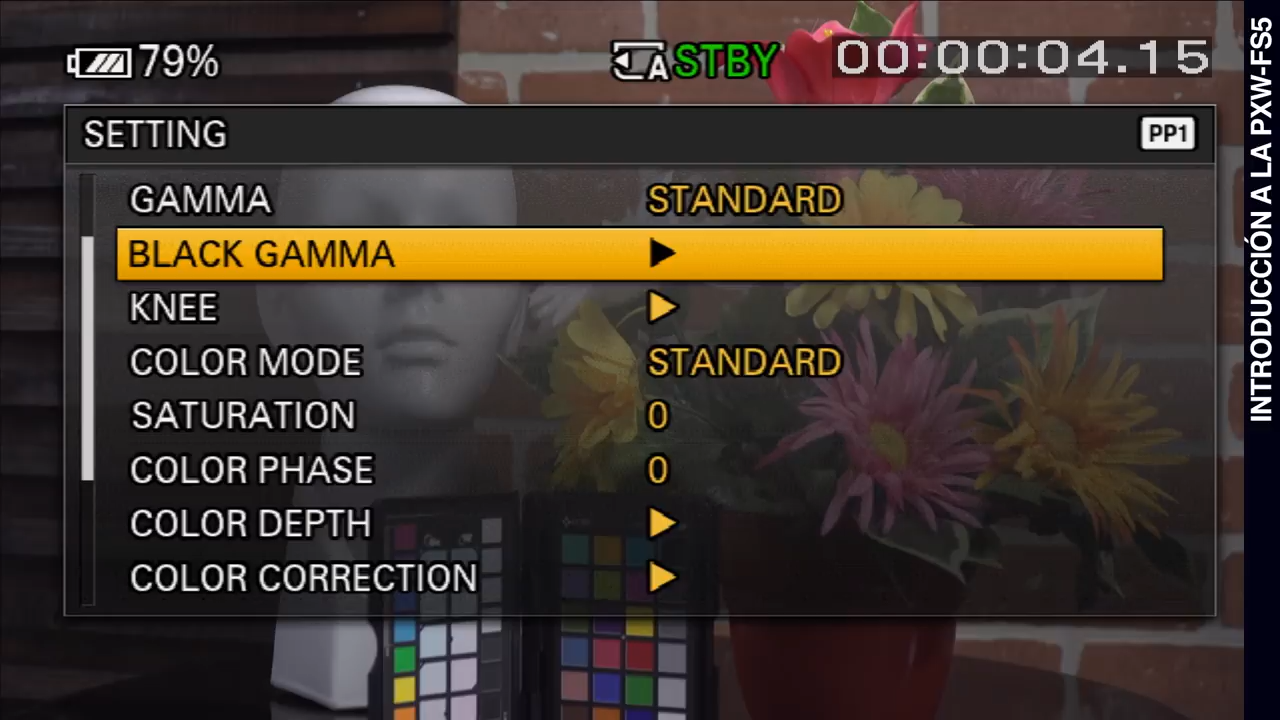 79%
A STBY 00:00:04.15
SETTING PP1
GAMMA STANDARD
BLACK GAMMA
KNEE
COLOR MODE STANDARD
SATURATION 0
COLOR PHASE 0
COLOR DEPTH
COLOR CORRECTION
INTRODUCCIÓN A LA PXW-FS5